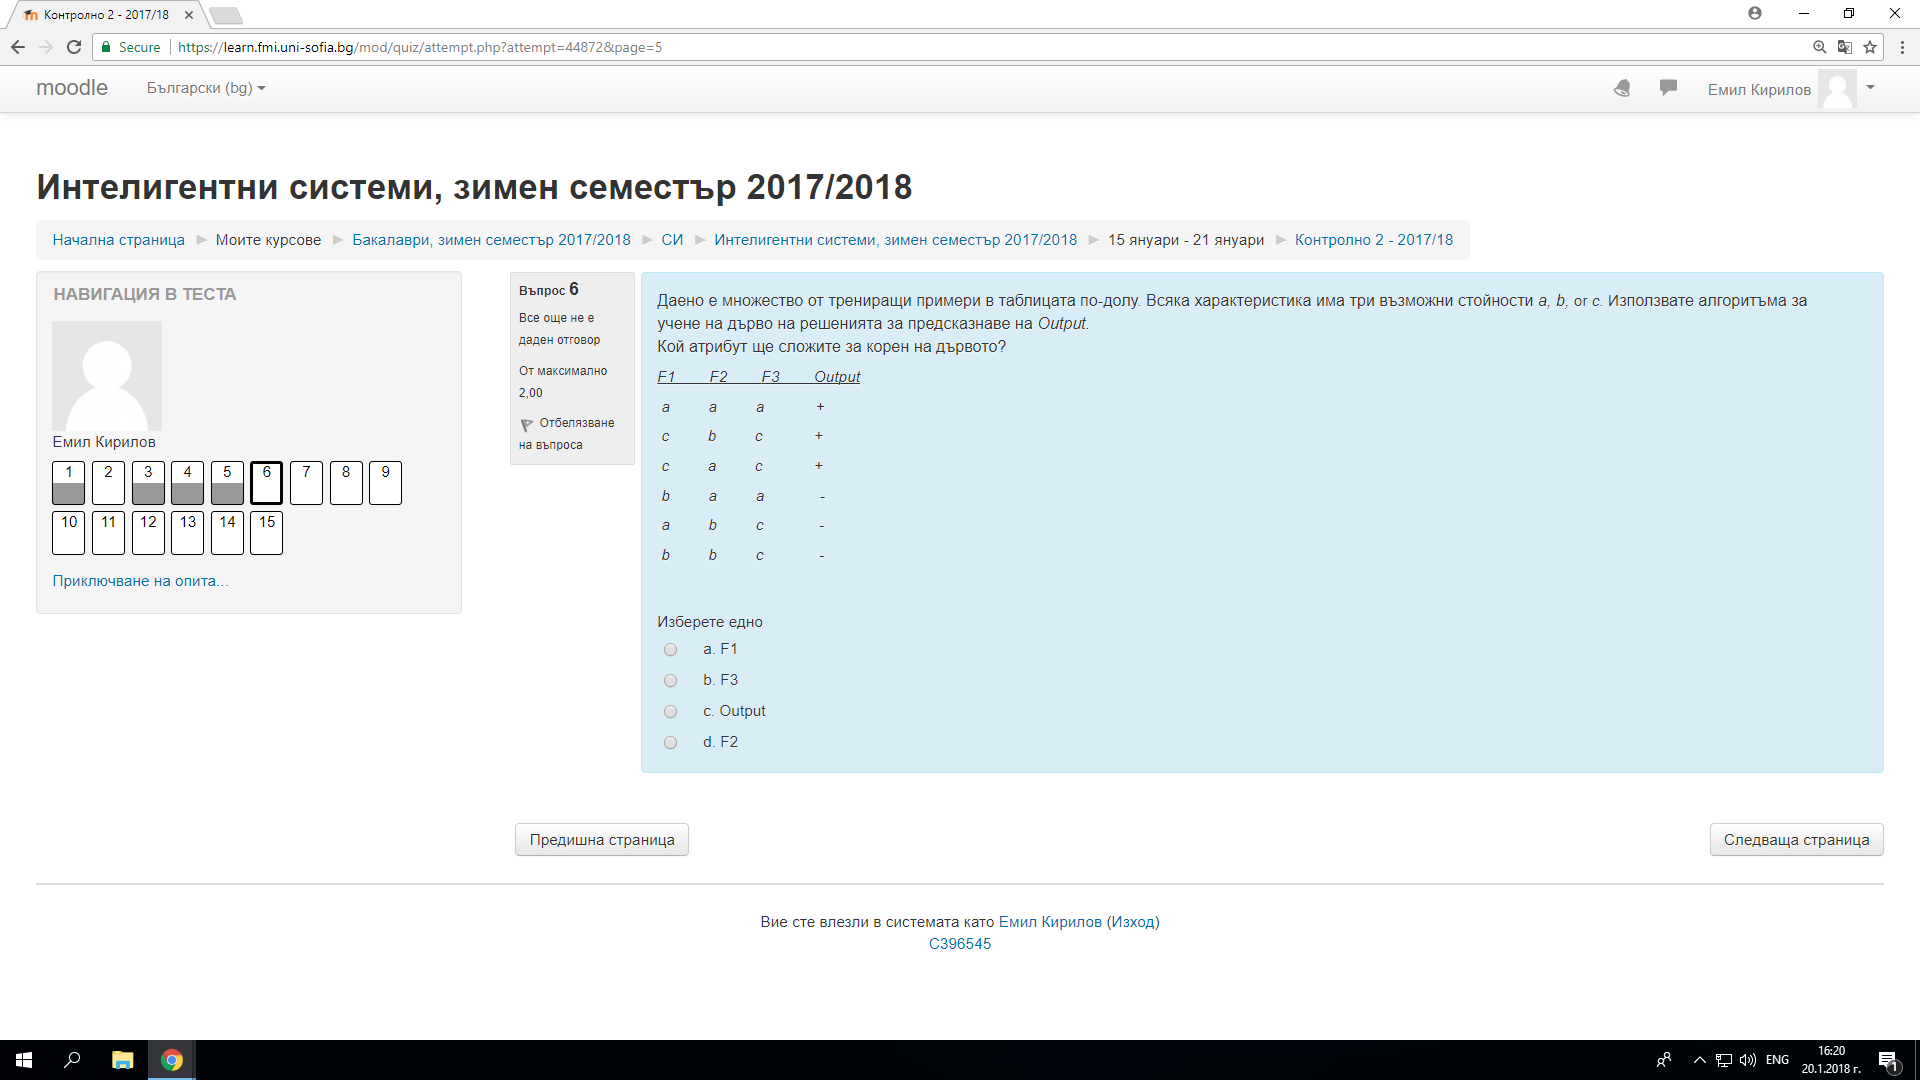 Контролно 2 - 2017/18
Secure https://learn.fmi.uni-sofia.bg/mod/quiz/attempt.php?attempt=44872&page=5
moodle Български (bg) Емил Кирилов
Интелигентни системи, зимен семестър 2017/2018
Начална страница ► Моите курсове ► Бакалаври, зимен семестър 2017/2018 ► СИ ► Интелигентни системи, зимен семестър 2017/2018 ► 15 януари - 21 януари ► Контролно 2 - 2017/18
НАВИГАЦИЯ В ТЕСТА
Емил Кирилов
1 2 3 4 5 6 7 8 9
10 11 12 13 14 15
Приключване на опита...
Въпрос 6
Все още не е
даден отговор
От максимално
2,00
Отбелязване
на въпроса
Даено е множество от трениращи примери в таблицата по-долу. Всяка характеристика има три възможни стойности a, b, or c. Използвате алгоритъма за
учене на дърво на решенията за предсказнаве на Output.
Кой атрибут ще сложите за корен на дървото?
F1 F2 F3 Output
a a a +
c b c +
c a c +
b a a -
a b c -
b b c -
Изберете едно
a. F1
b. F3
c. Output
d. F2
Предишна страница
Следваща страница
Вие сте влезли в системата като Емил Кирилов (Изход)
C396545
ENG
16:20
20.1.2018 г.
1